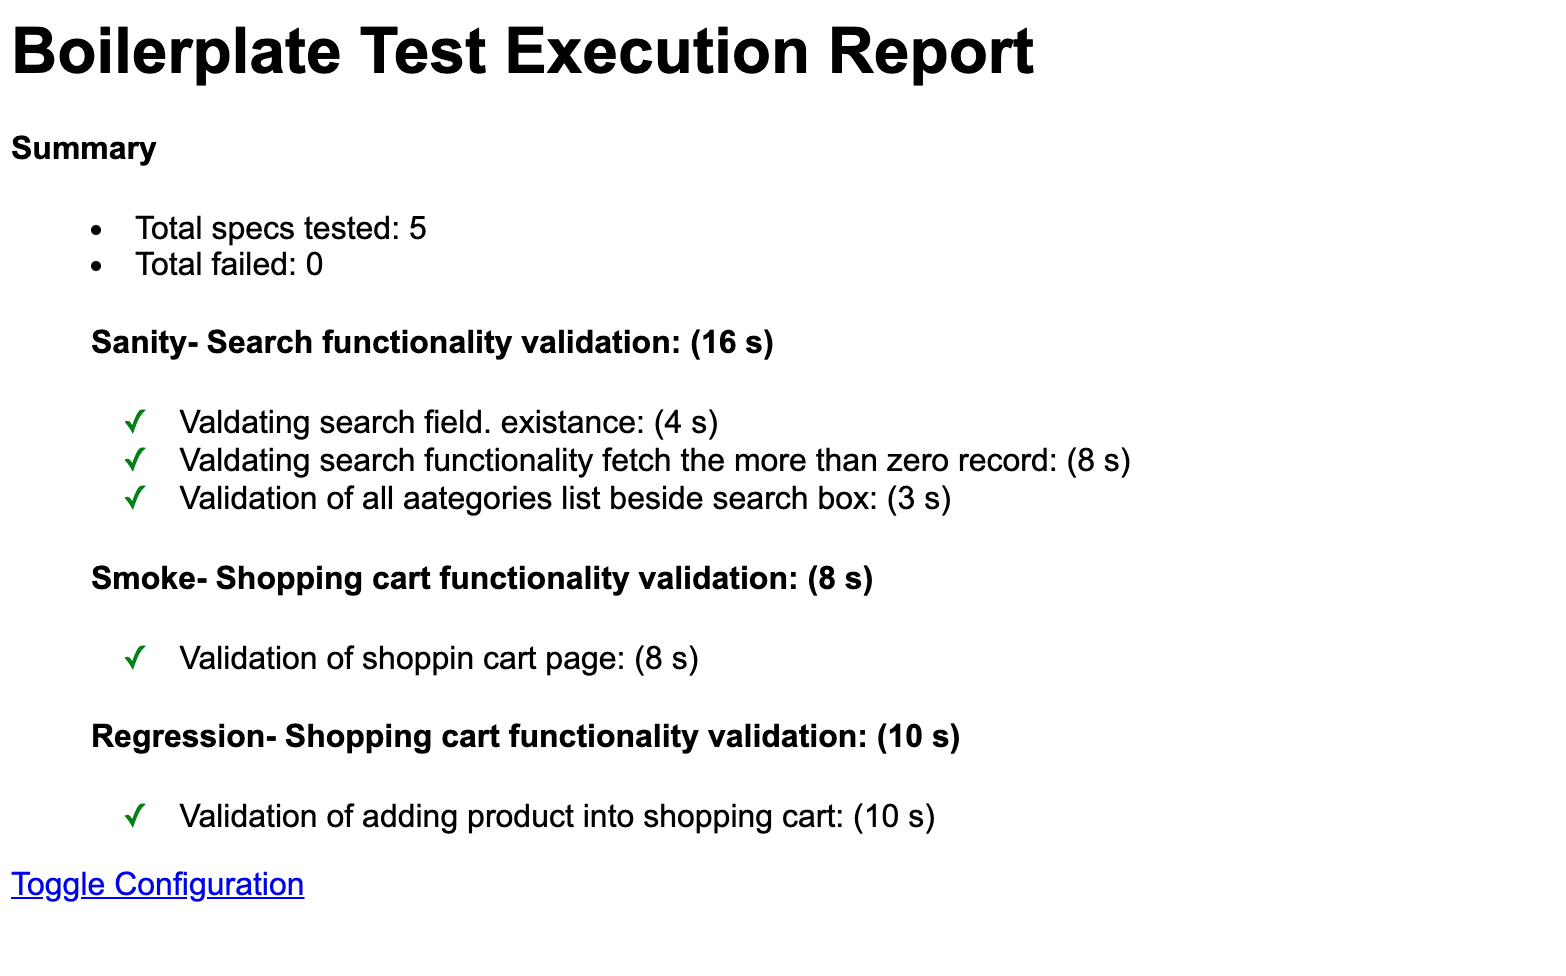 Boilerplate Test Execution Report
Summary
• Total specs tested: 5
• Total failed: 0
Sanity- Search functionality validation: (16 s)
✓ Valdating search field. existance: (4 s)
✓ Valdating search functionality fetch the more than zero record: (8 s)
✓ Validation of all aategories list beside search box: (3 s)
Smoke- Shopping cart functionality validation: (8 s)
✓ Validation of shoppin cart page: (8 s)
Regression- Shopping cart functionality validation: (10 s)
✓ Validation of adding product into shopping cart: (10 s)
Toggle Configuration